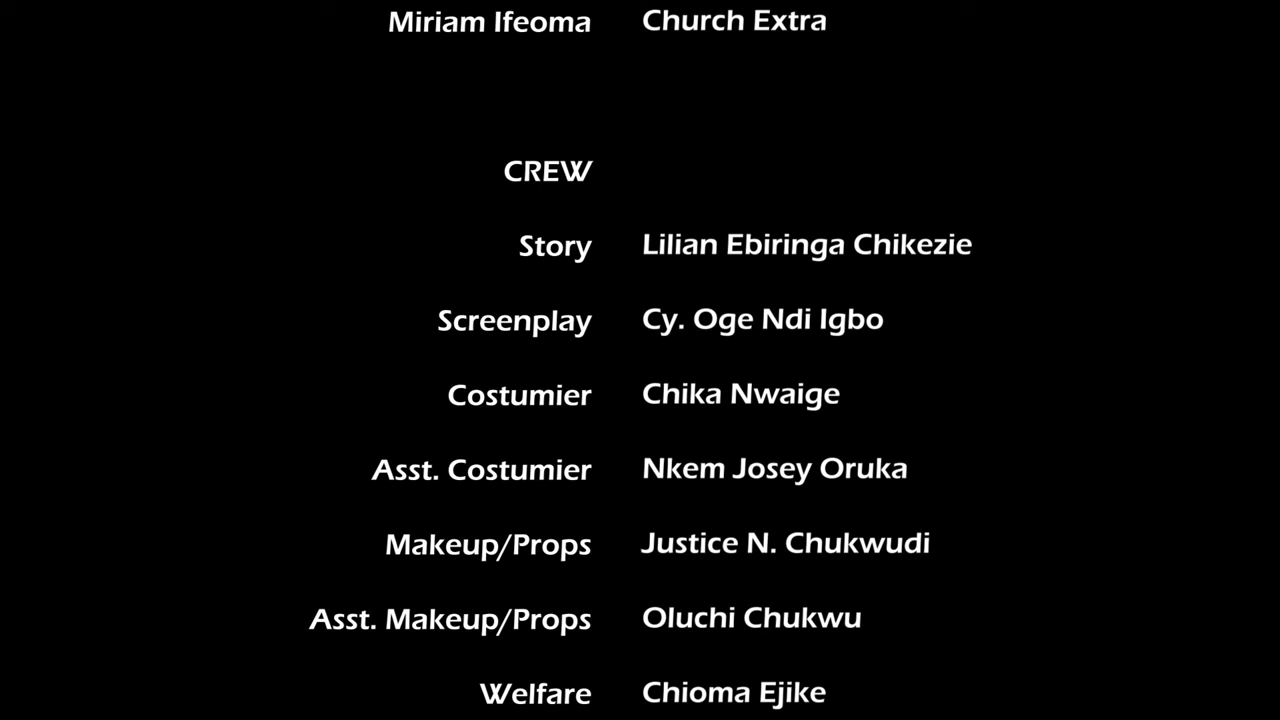 Miriam Ifeoma Church Extra
CREW
Story Lilian Ebiringa Chikezie
Screenplay Cy. Oge Ndi Igbo
Costumier Chika Nwaige
Asst. Costumier Nkem Josey Oruka
Makeup/Props Justice N. Chukwudi
Asst. Makeup/Props Oluchi Chukwu
Welfare Chioma Ejike